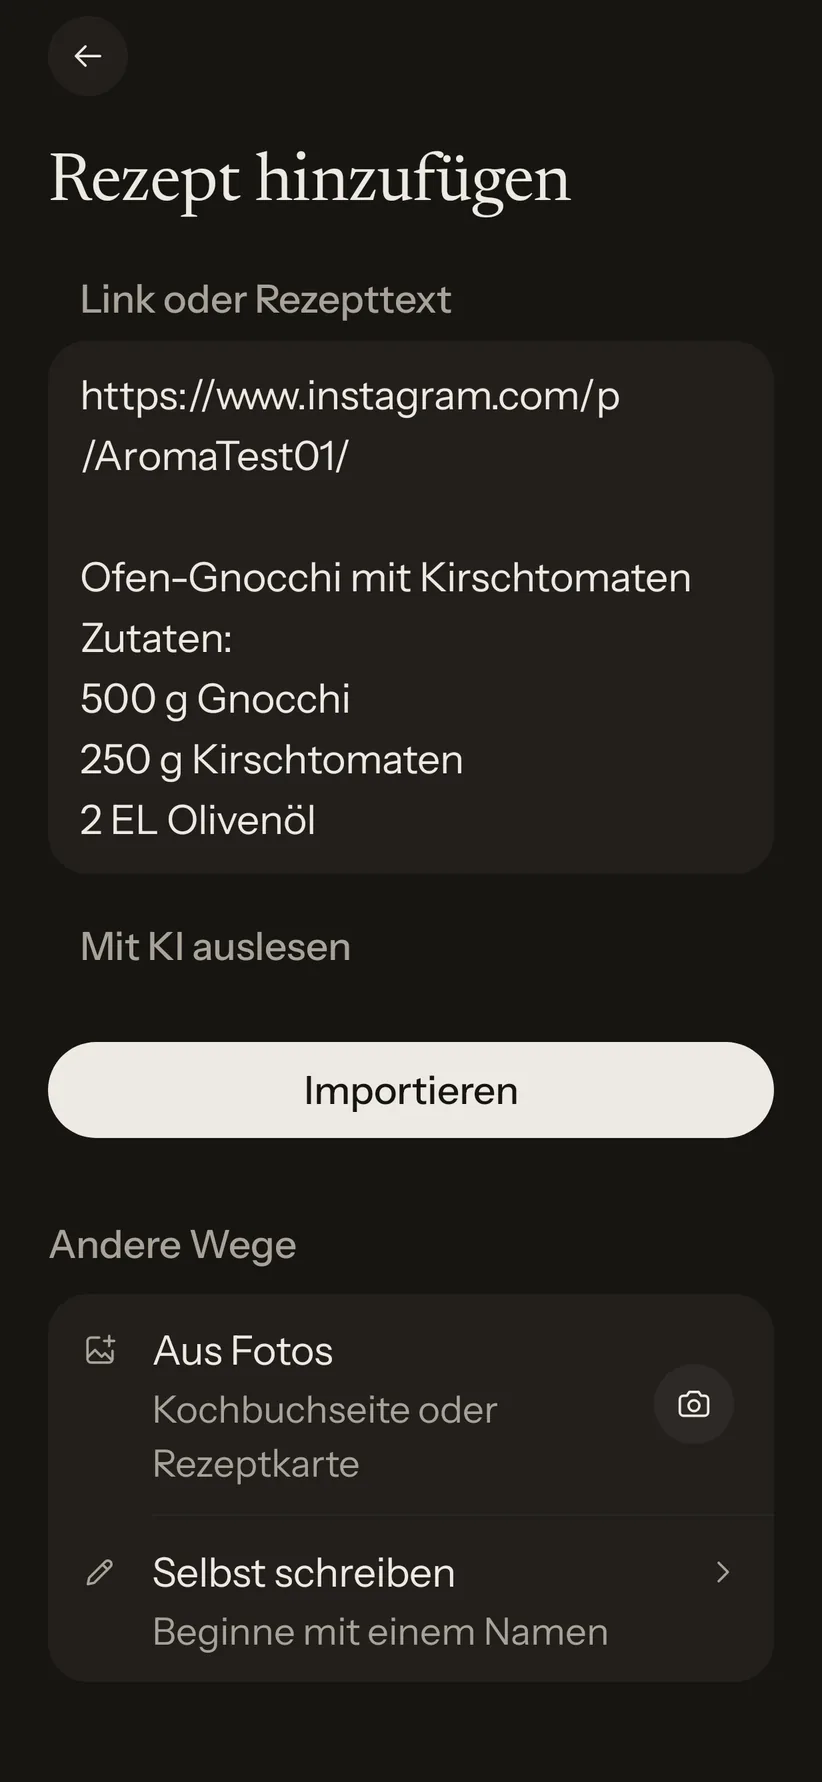 Rezept hinzufügen
Link oder Rezepttext
https://www.instagram.com/p
/AromaTest01/
Ofen-Gnocchi mit Kirschtomaten
Zutaten:
500 g Gnocchi
250 g Kirschtomaten
2 EL Olivenöl
Mit KI auslesen
Importieren
Andere Wege
Aus Fotos
Kochbuchseite oder
Rezeptkarte
Selbst schreiben
Beginne mit einem Namen